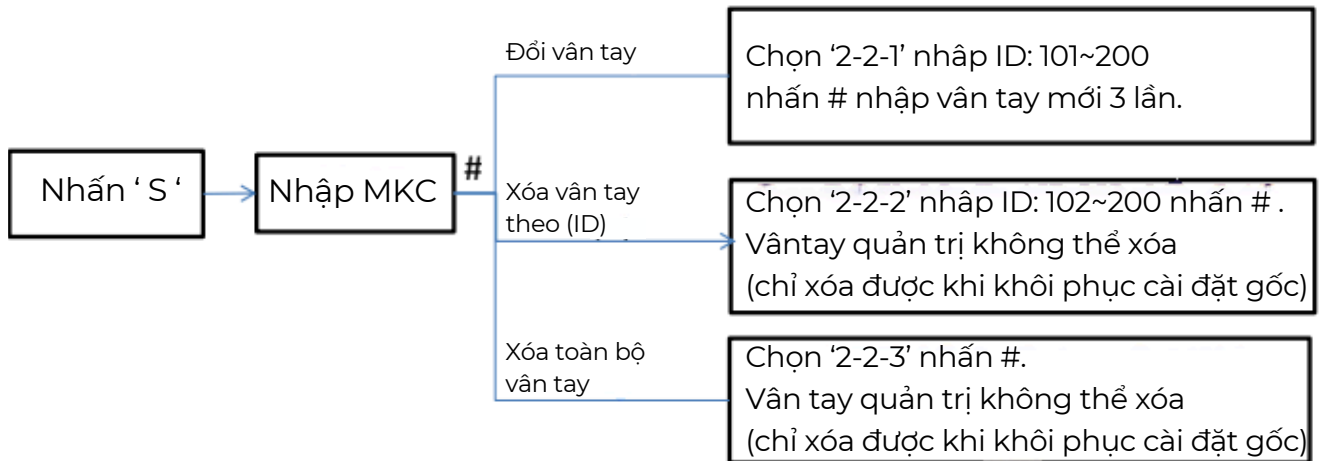 Nhấn ‘ S ‘
Nhập MKC
#
Đổi vân tay
Chọn ‘2-2-1’ nhâp ID: 101~200
nhấn # nhập vân tay mới 3 lần.
Xóa vân tay
theo (ID)
Chọn ‘2-2-2’ nhâp ID: 102~200 nhấn # .
Vântay quản trị không thể xóa
(chỉ xóa được khi khôi phục cài đặt gốc)
Xóa toàn bộ
vân tay
Chọn ‘2-2-3’ nhấn #.
Vân tay quản trị không thể xóa
(chỉ xóa được khi khôi phục cài đặt gốc)